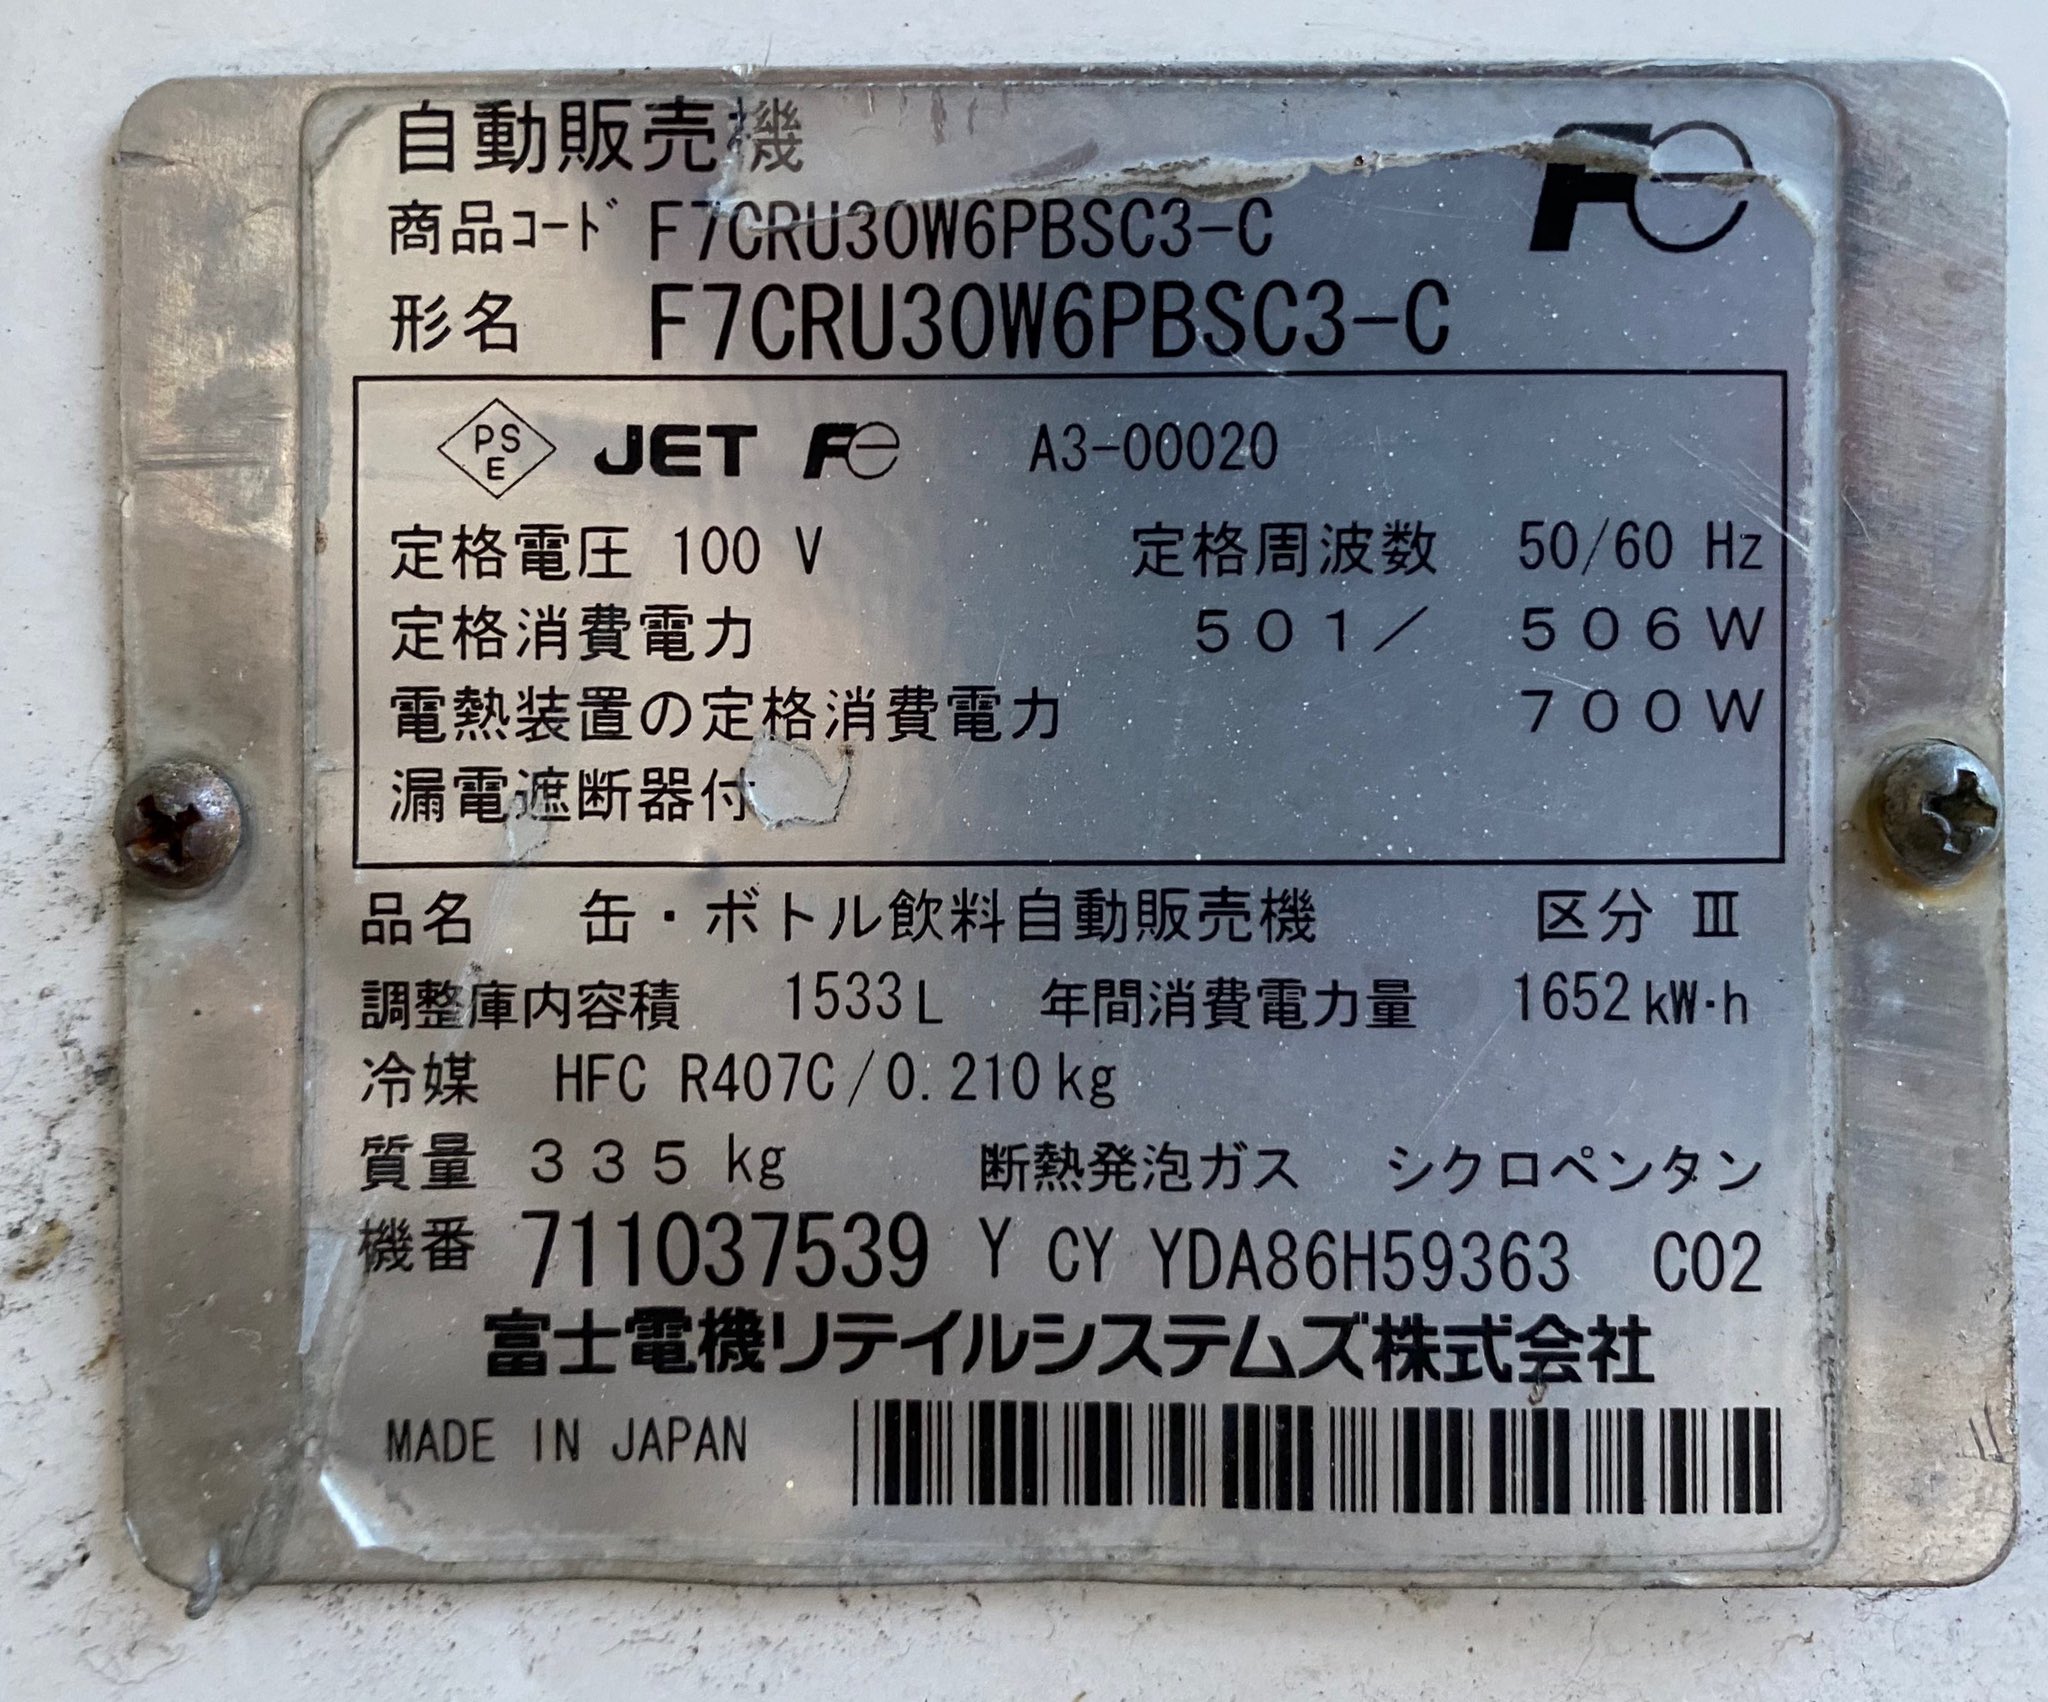 自動販売機 Fe
商品コード F7CRU30W6PBSC3-C
形名 F7CRU30W6PBSC3-C
PSE JET Fe A3-00020
定格電圧 100 V 定格周波数 50/60 Hz
定格消費電力 501/ 506W
電熱装置の定格消費電力 700W
漏電遮断器付
品名 缶・ボトル飲料自動販売機 区分 Ⅲ
調整庫内容積 1533L 年間消費電力量 1652kW·h
冷媒 HFC R407C/0.210kg
質量 335 kg 断熱発泡ガス シクロペンタン
機番 711037539 Y CY YDA86H59363 C02
富士電機リテイルシステムズ株式会社
MADE IN JAPAN